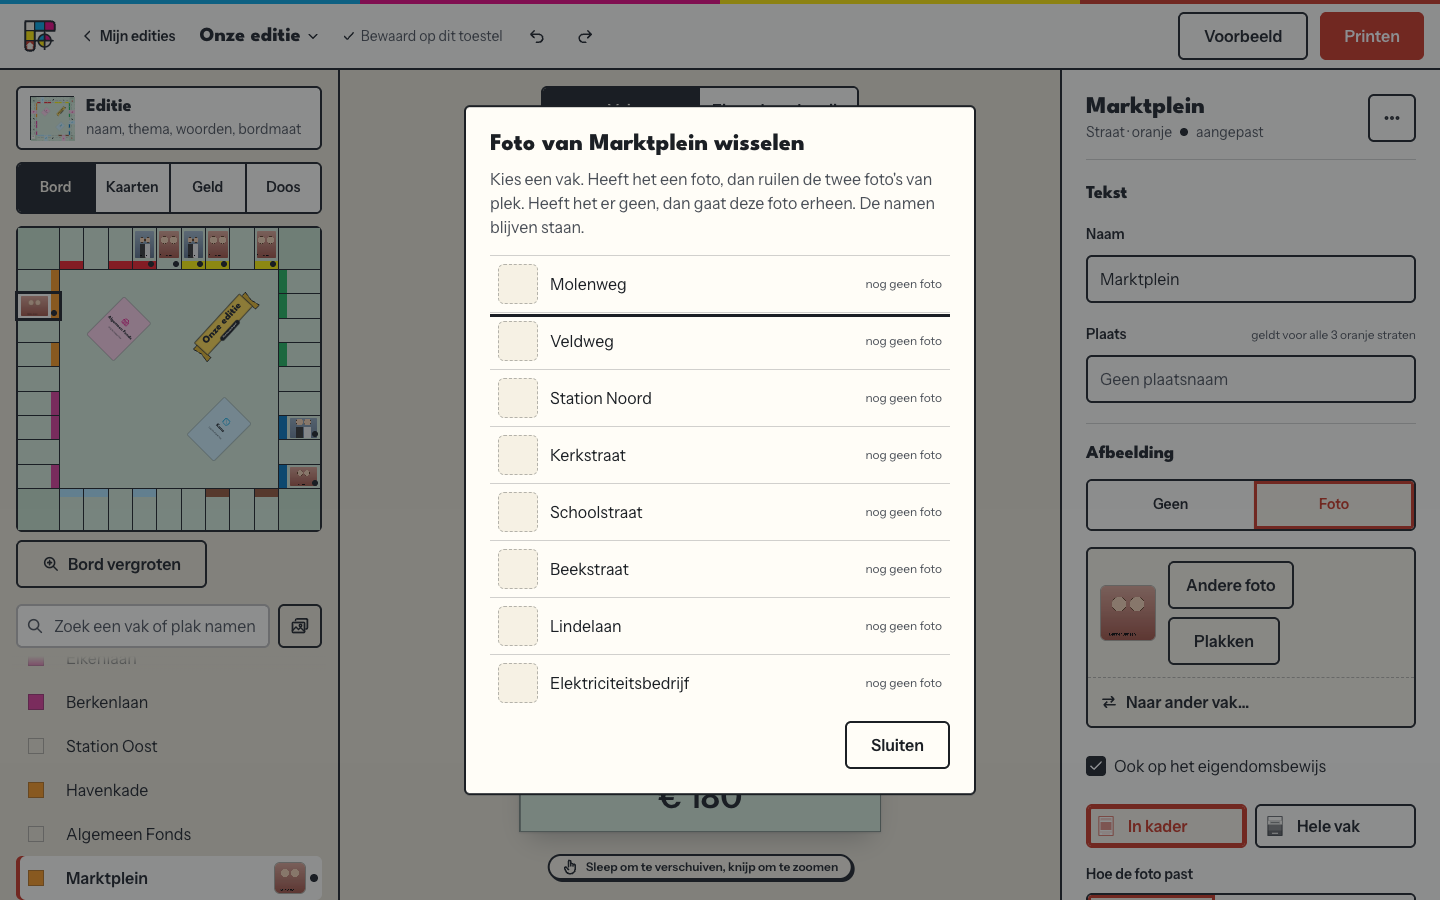 Mijn edities
Onze editie
Bewaard op dit toestel
Voorbeeld
Printen
Editie
naam, thema, woorden, bordmaat
Bord
Kaarten
Geld
Doos
Algemeen Fonds
Onze editie
Bord vergroten
Zoek een vak of plak namen
Eikenlaan
Berkenlaan
Station Oost
Havenkade
Algemeen Fonds
Marktplein
Foto van Marktplein wisselen
Kies een vak. Heeft het een foto, dan ruilen de twee foto's van
plek. Heeft het er geen, dan gaat deze foto erheen. De namen
blijven staan.
Molenweg nog geen foto
Veldweg nog geen foto
Station Noord nog geen foto
Kerkstraat nog geen foto
Schoolstraat nog geen foto
Beekstraat nog geen foto
Lindelaan nog geen foto
Elektriciteitsbedrijf nog geen foto
Sluiten
€ 180
Sleep om te verschuiven, knijp om te zoomen
Marktplein
Straat · oranje ● aangepast
Tekst
Naam
Marktplein
Plaats geldt voor alle 3 oranje straten
Geen plaatsnaam
Afbeelding
Geen
Foto
Andere foto
Plakken
Naar ander vak...
Ook op het eigendomsbewijs
In kader
Hele vak
Hoe de foto past